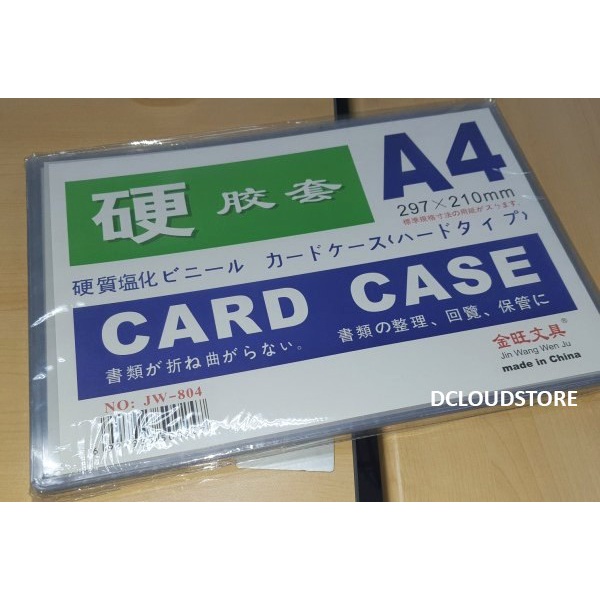 硬 胶套
A4
297×210mm
硬質塩化ビニール カードケース(ハードタイプ)
CARD CASE
書類が折ね曲がらない。
書類の整理、回覧、保管に
金旺文具®
Jin Wang Wen Ju
made in China
NO: JW-804
DCLOUDSTORE